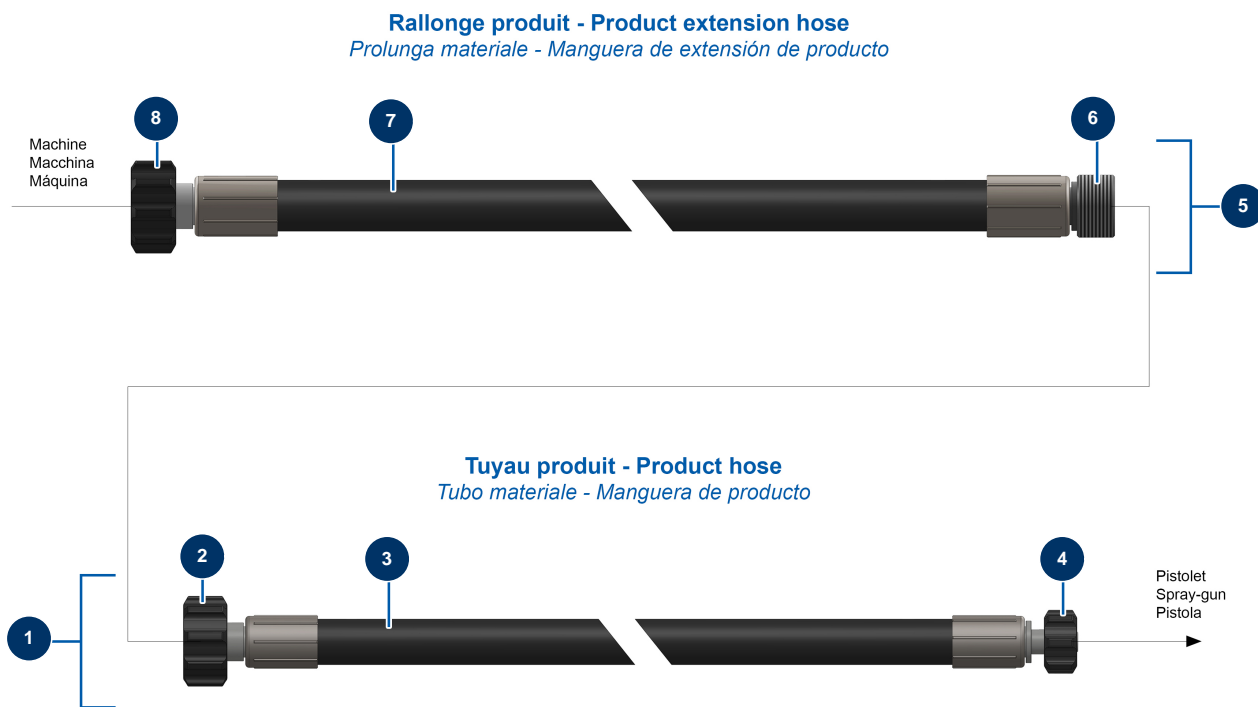 Rallonge produit - Product extension hose
Prolunga materiale - Manguera de extensión de producto
8
7
6
Machine
Macchina
Máquina
5
Tuyau produit - Product hose
Tubo materiale - Manguera de producto
2
3
4
Pistolet
Spray-gun
Pistola
1